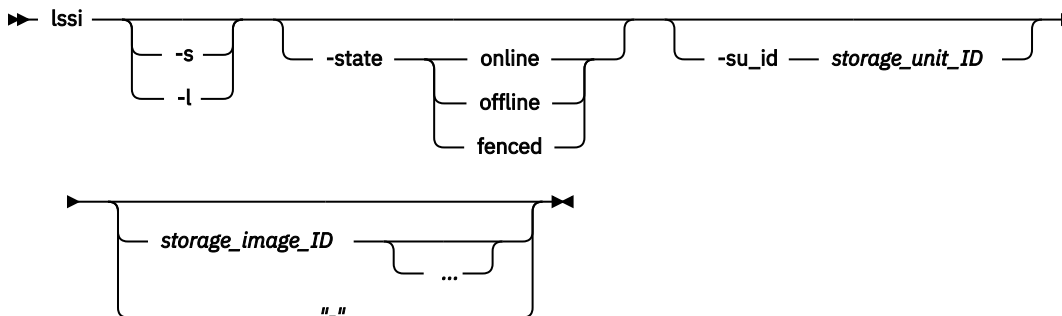 lssi -state online -su_id storage_unit_ID
-s
offline
-l
fenced
storage_image_ID
...
"-"